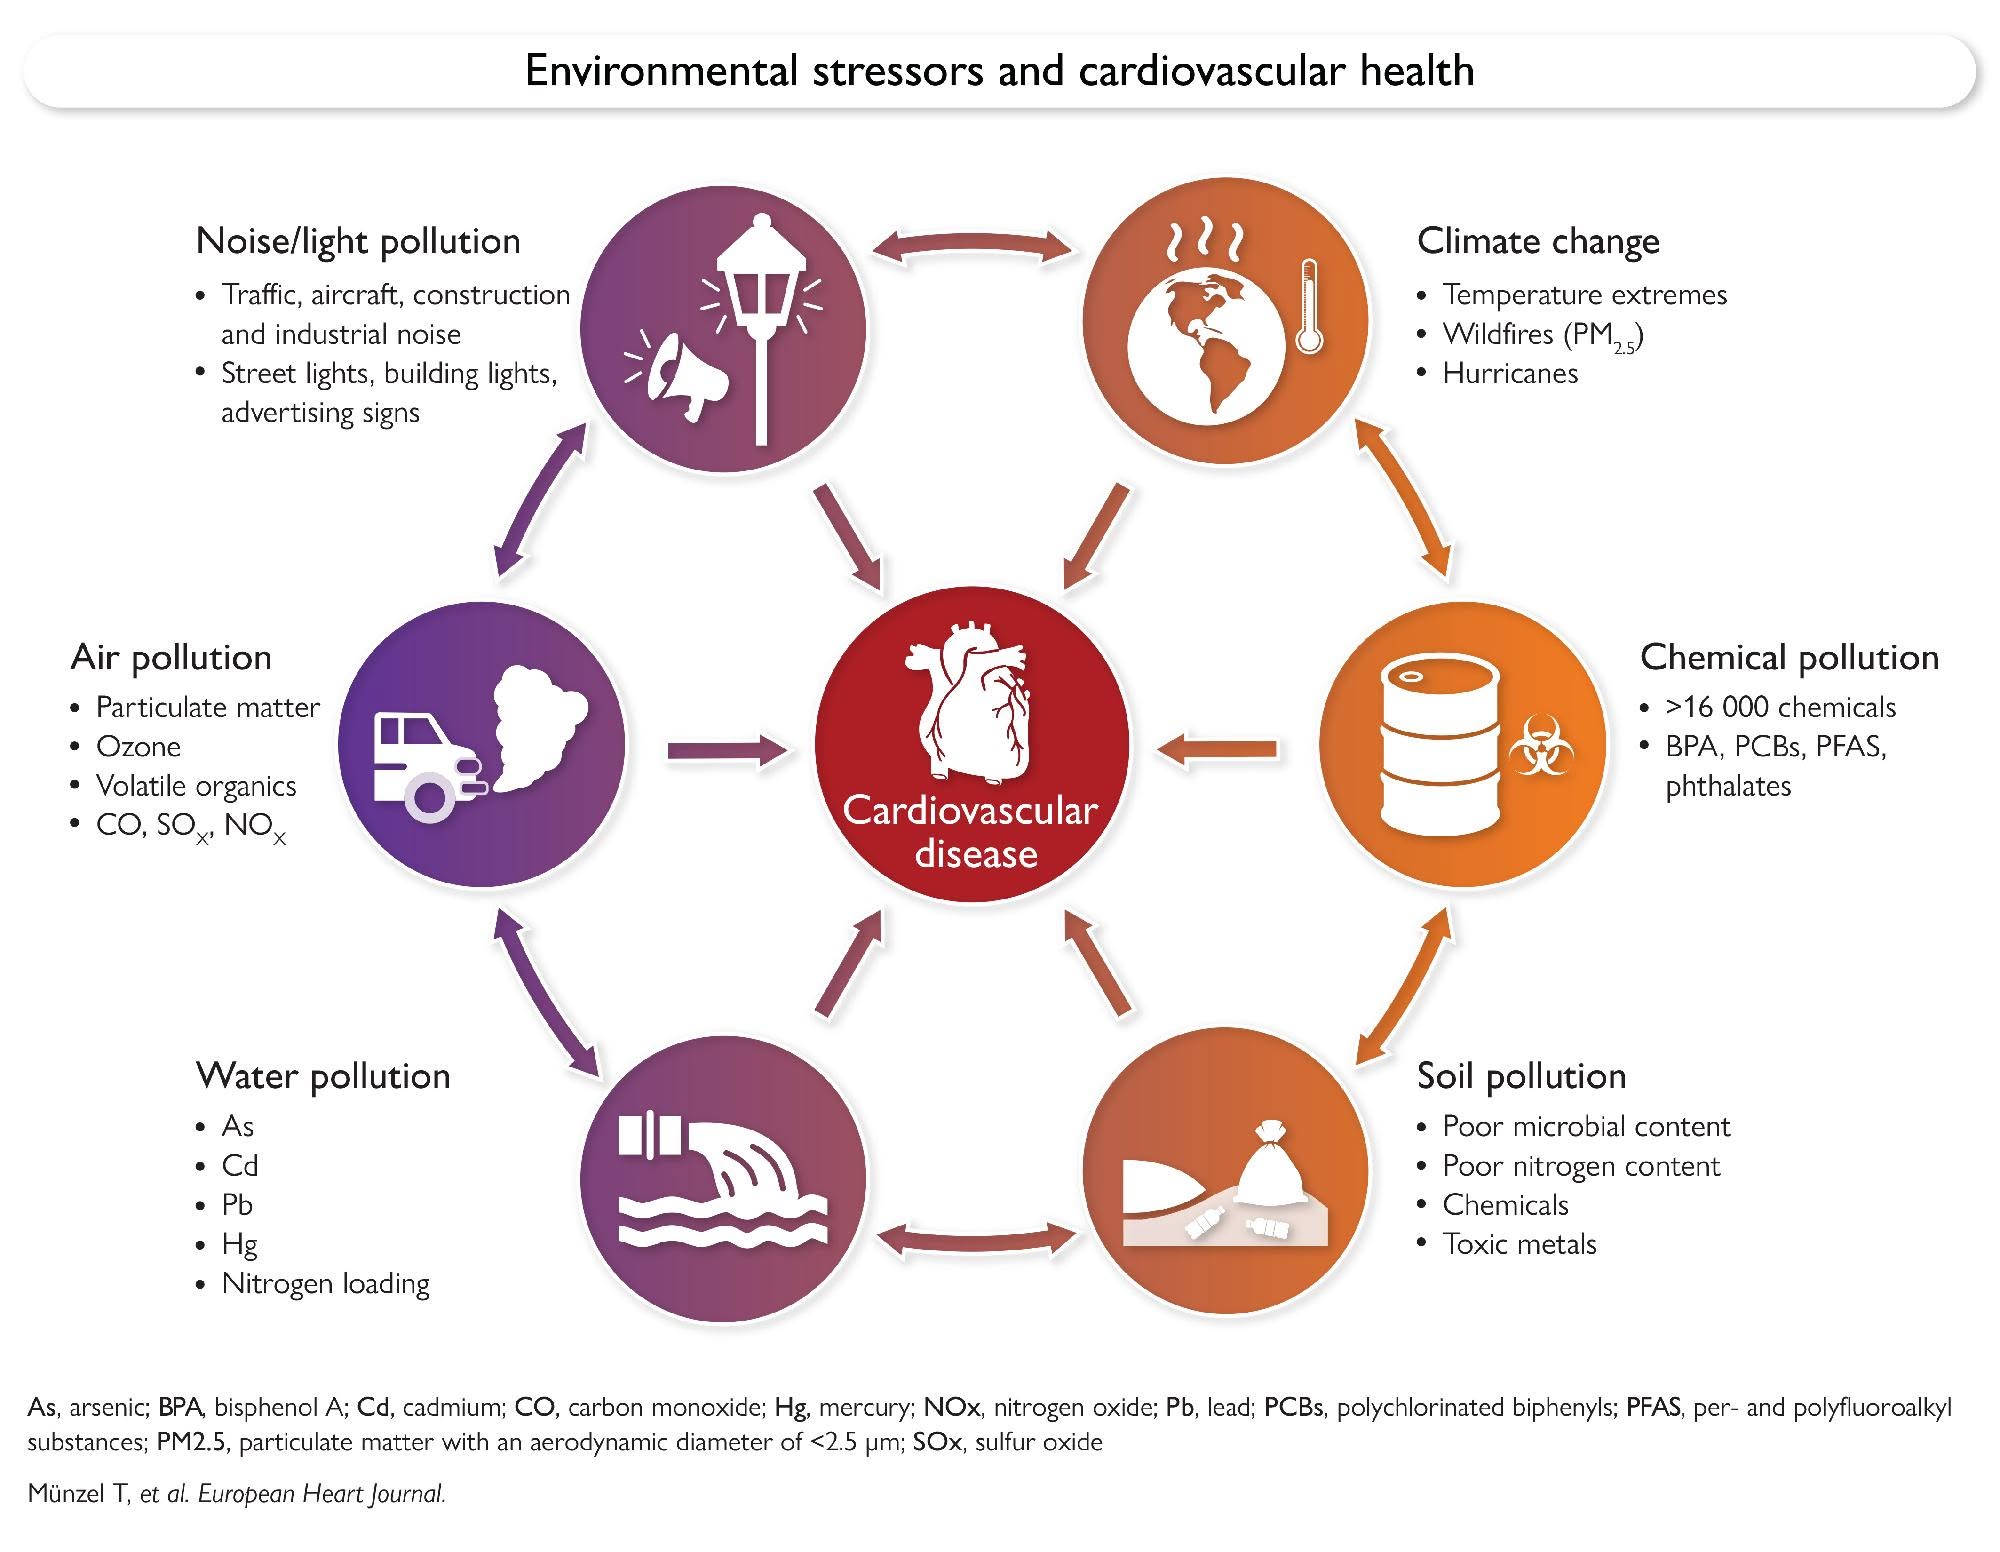 Environmental stressors and cardiovascular health
Noise/light pollution
• Traffic, aircraft, construction
and industrial noise
• Street lights, building lights,
advertising signs
Climate change
• Temperature extremes
• Wildfires (PM2.5)
• Hurricanes
Air pollution
• Particulate matter
• Ozone
• Volatile organics
• CO, SOX, NOX
Cardiovascular
disease
Chemical pollution
• >16 000 chemicals
• BPA, PCBs, PFAS,
phthalates
Water pollution
• As
• Cd
• Pb
• Hg
• Nitrogen loading
Soil pollution
• Poor microbial content
• Poor nitrogen content
• Chemicals
• Toxic metals
As, arsenic; BPA, bisphenol A; Cd, cadmium; CO, carbon monoxide; Hg, mercury; NOx, nitrogen oxide; Pb, lead; PCBs, polychlorinated biphenyls; PFAS, per- and polyfluoroalkyl
substances; PM2.5, particulate matter with an aerodynamic diameter of <2.5 µm; SOx, sulfur oxide
Münzel T, et al. European Heart Journal.